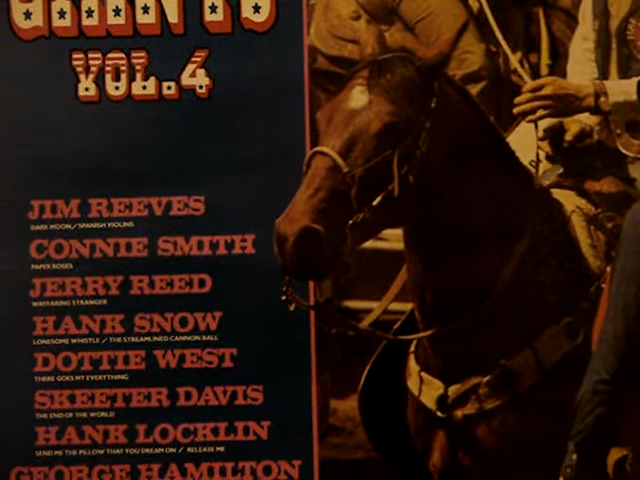 GIANTS
VOL.4
JIM REEVES
DARK MOON/SPANISH VIOLINS
CONNIE SMITH
PAPER ROSES
JERRY REED
WAYFARING STRANGER
HANK SNOW
LONESOME WHISTLE / THE STREAMLINED CANNON BALL
DOTTIE WEST
THERE GOES MY EVERYTHING
SKEETER DAVIS
THE END OF THE WORLD
HANK LOCKLIN
SEND ME THE PILLOW THAT YOU DREAM ON / RELEASE ME
GEORGE HAMILTON